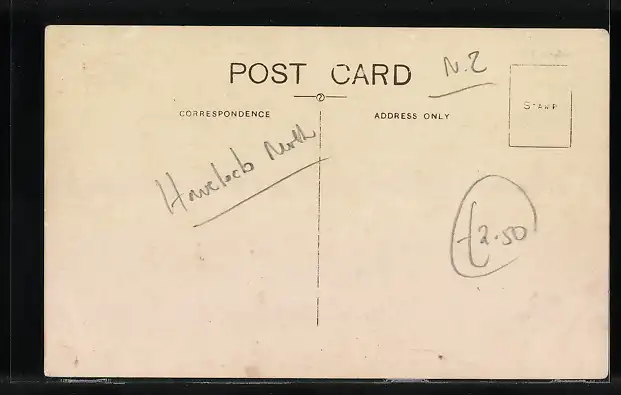 POST CARD
N.Z
CORRESPONDENCE
ADDRESS ONLY
STAMP
Havelock North
£2.50